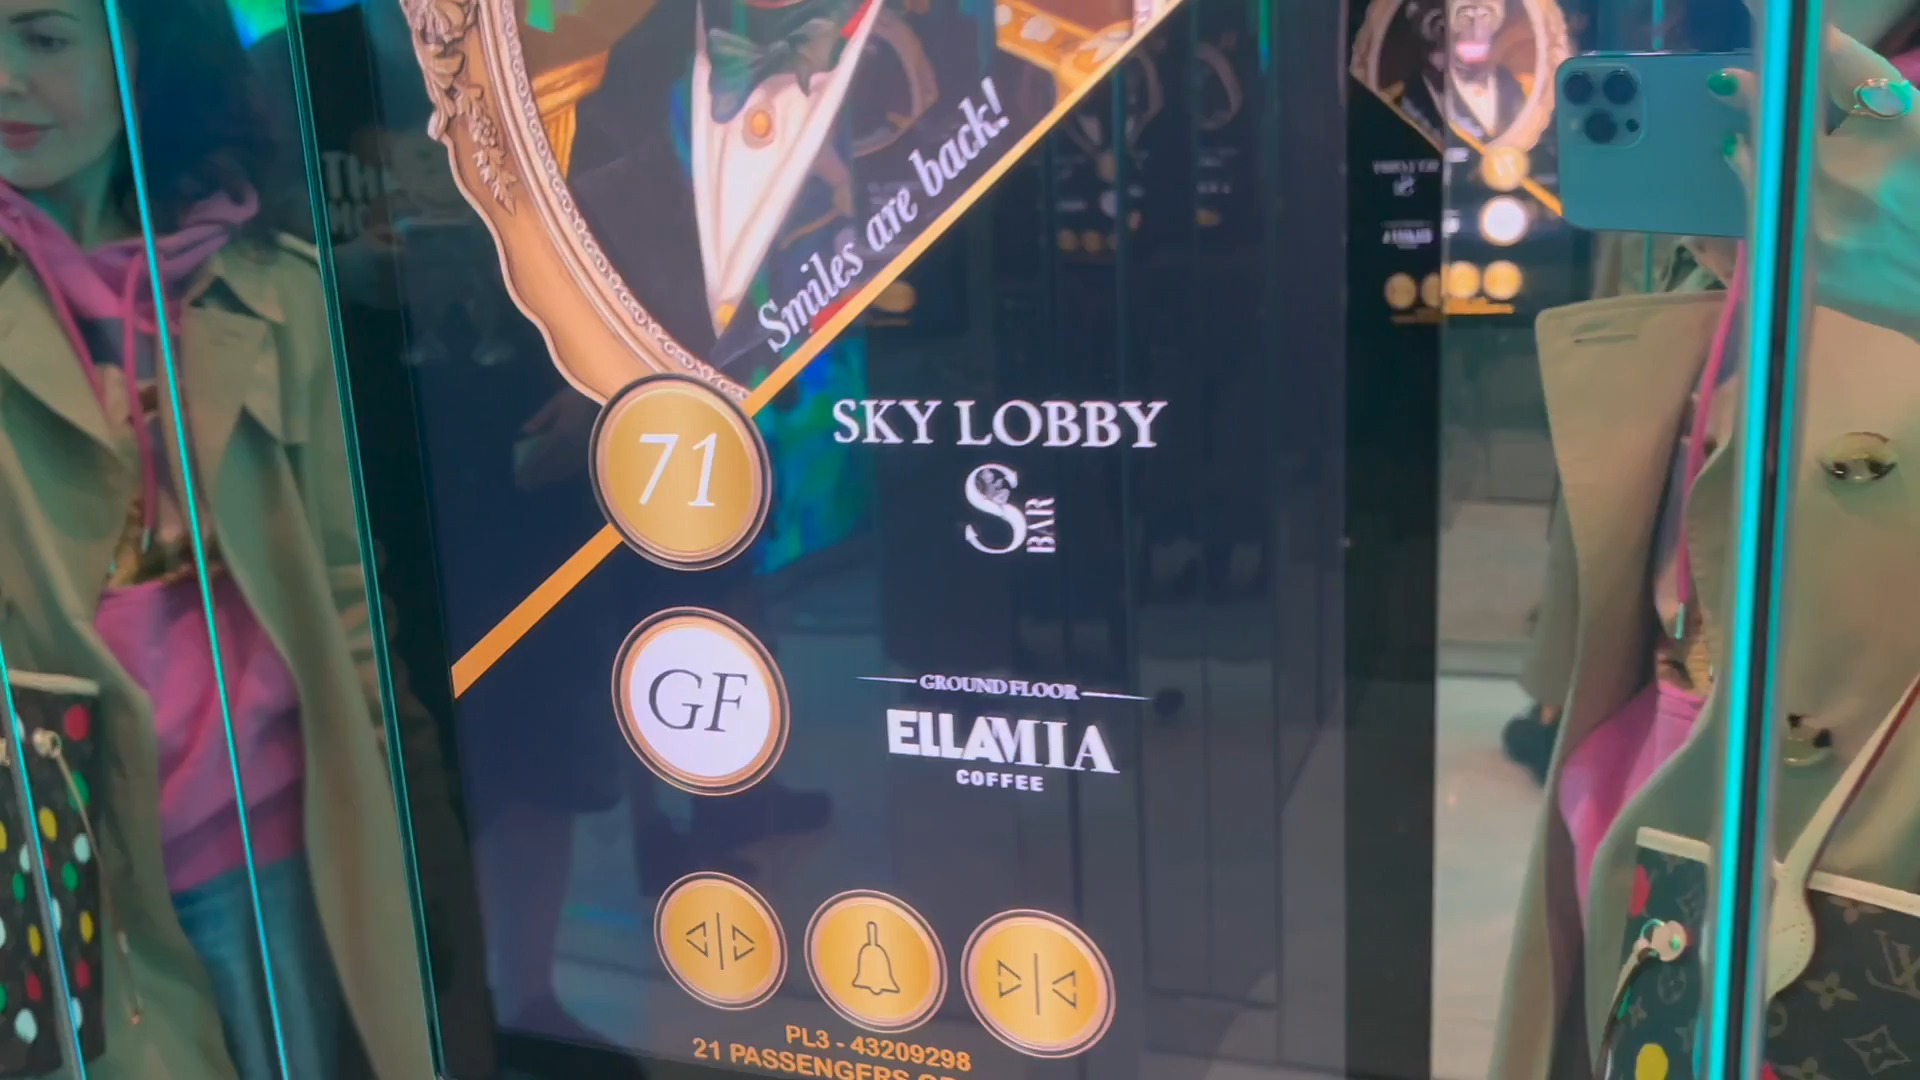 Smiles are back!
71
SKY LOBBY
S BAR
GF
GROUND FLOOR
ELLAMIA
COFFEE
PL3 - 43209298
21 PASSENGERS